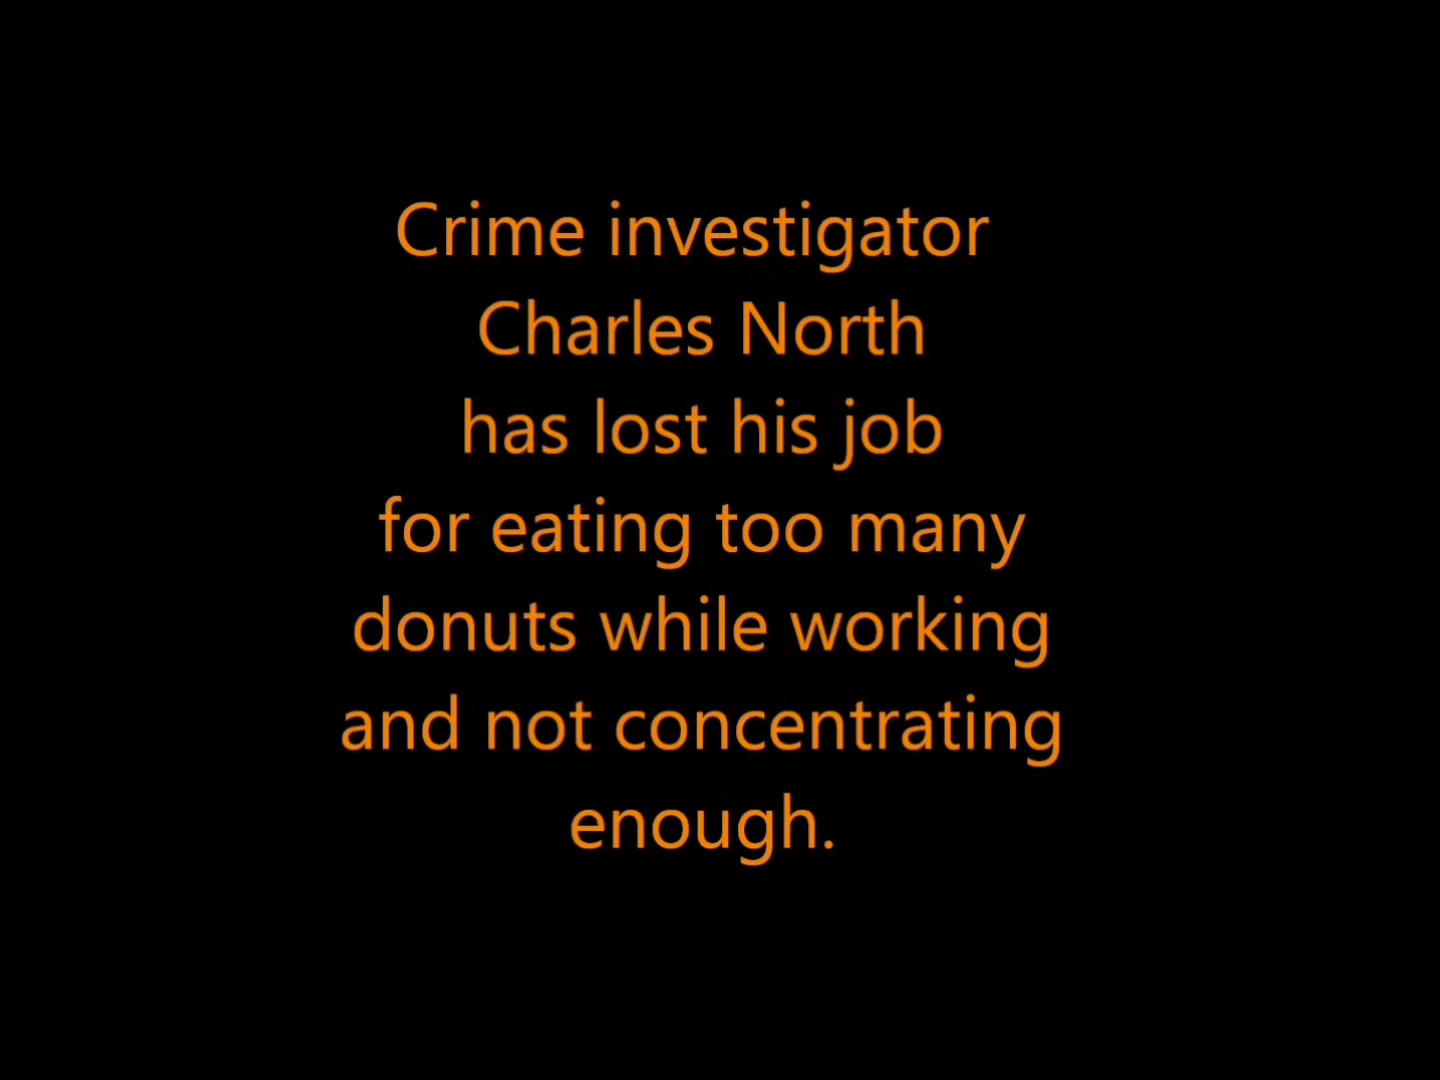 Crime investigator
Charles North
has lost his job
for eating too many
donuts while working
and not concentrating
enough.